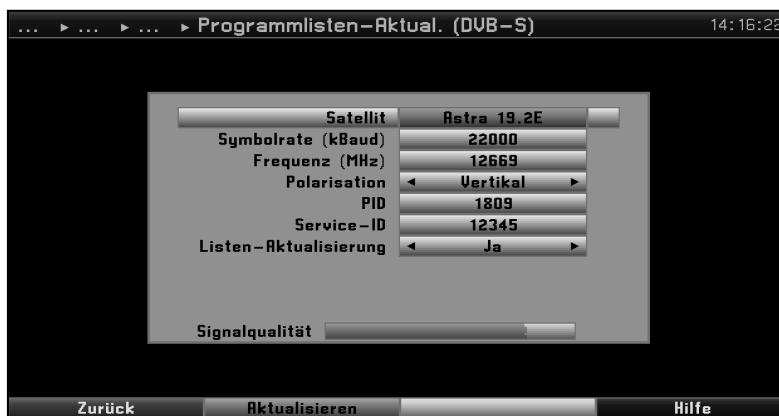 ... ▸ ... ▸ ... ▸ Programmlisten-Aktual. (DVB-S) 14:16:22
Satellit Astra 19.2E
Symbolrate (kBaud) 22000
Frequenz (MHz) 12669
Polarisation ◂ Vertikal ▸
PID 1809
Service-ID 12345
Listen-Aktualisierung ◂ Ja ▸
Signalqualität
Zurück Aktualisieren Hilfe